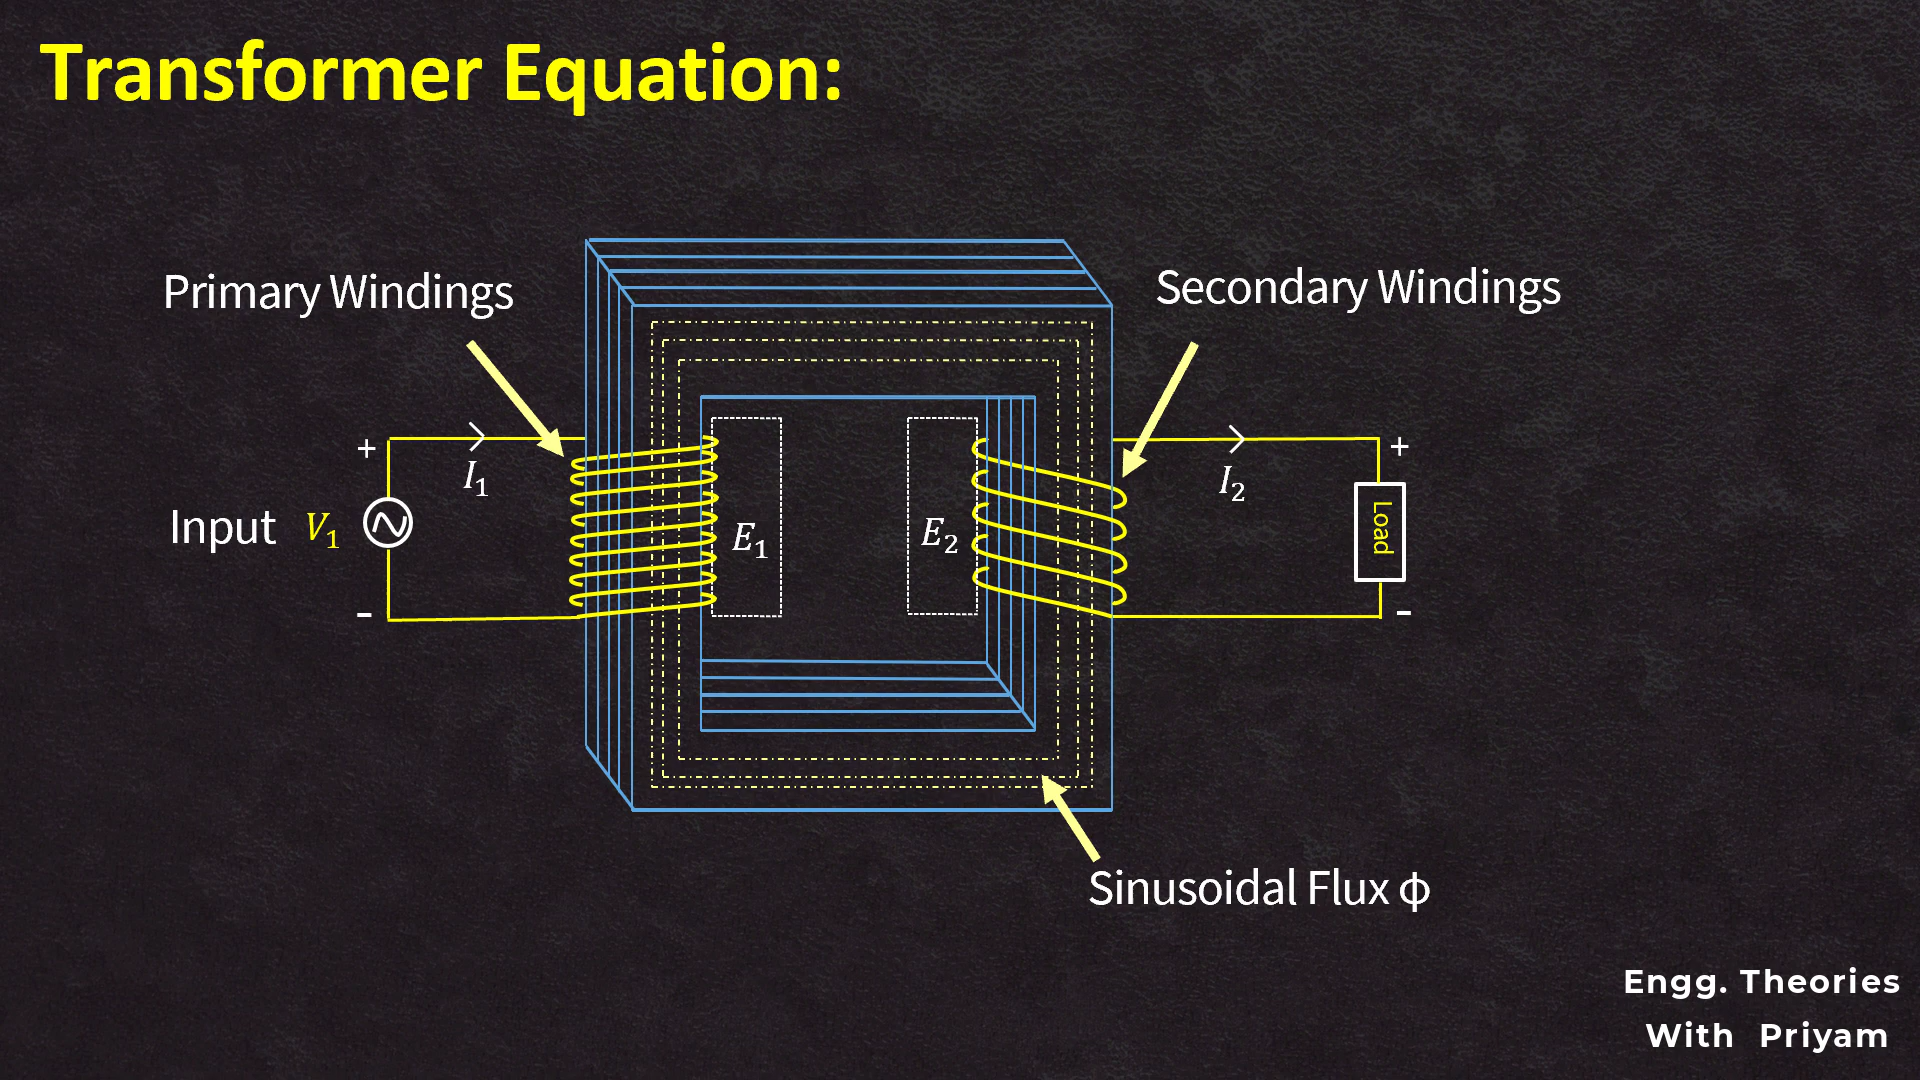 Transformer Equation:
Primary Windings
Secondary Windings
+
I₁
I₂
+
Input V₁
E₁
E₂
Load
-
-
Sinusoidal Flux ϕ
Engg. Theories
With Priyam